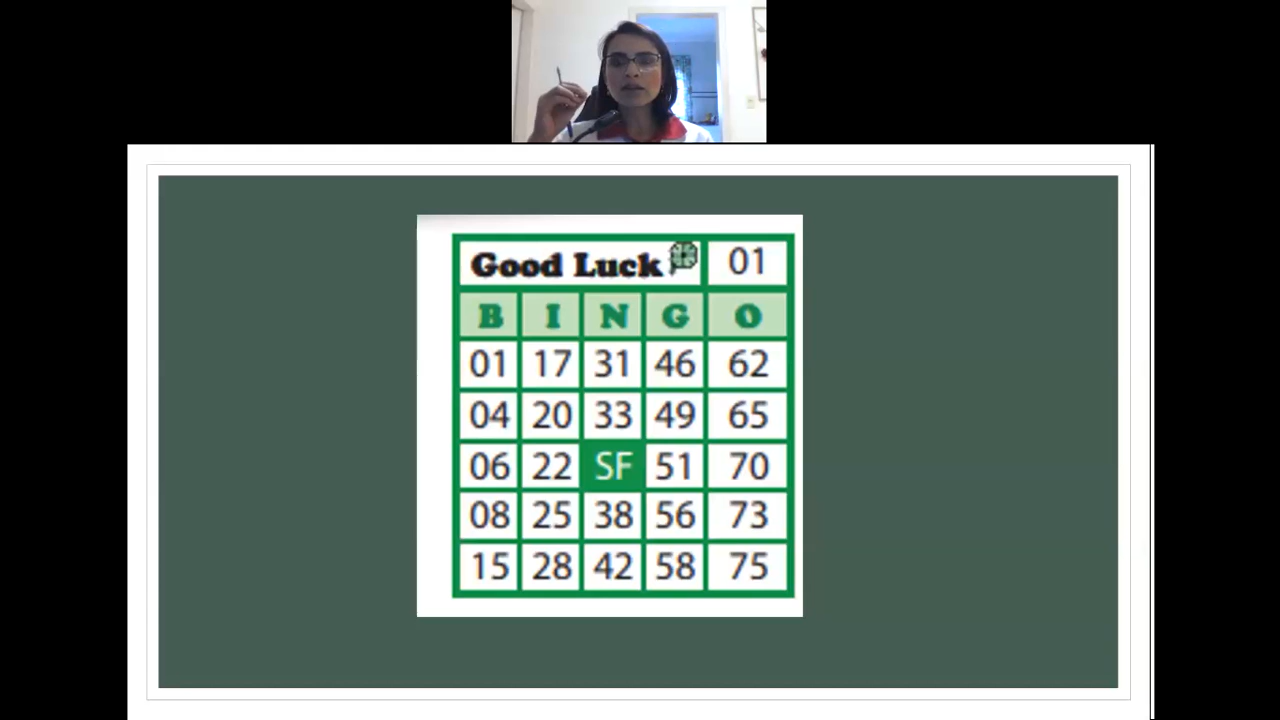 Good Luck 01
B I N G O
01 17 31 46 62
04 20 33 49 65
06 22 SF 51 70
08 25 38 56 73
15 28 42 58 75